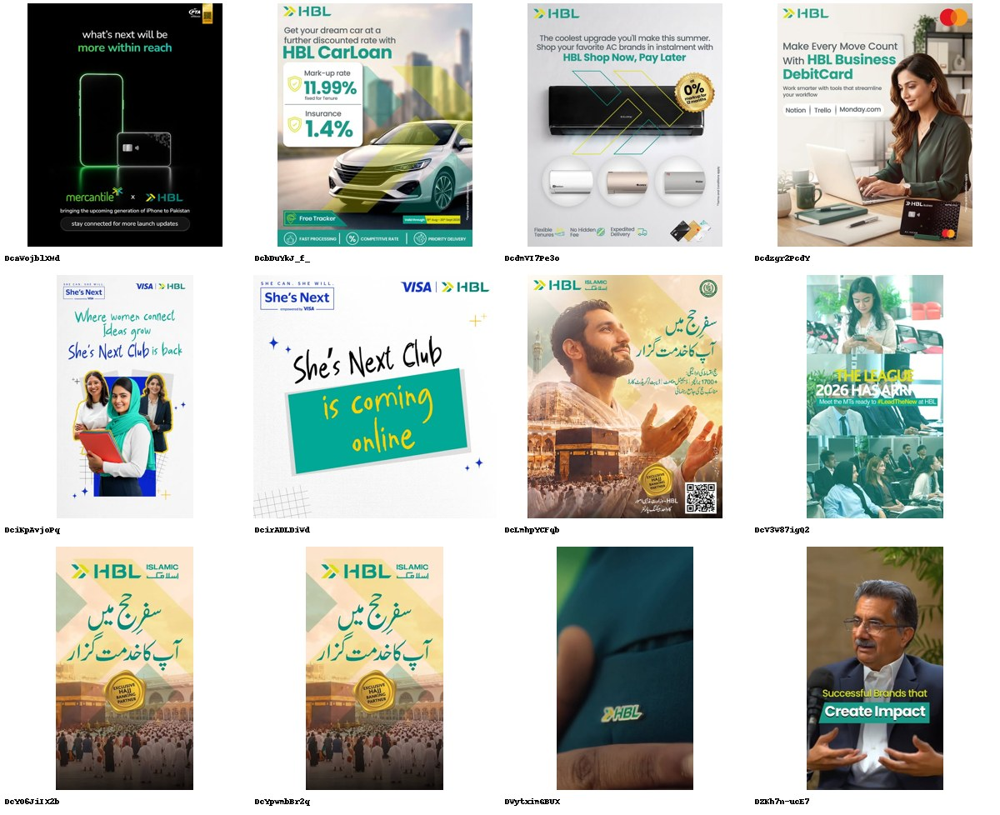 PTA
what's next will be
more within reach
mercantile x HBL
bringing the upcoming generation of iPhone to Pakistan
stay connected for more launch updates
DcaWojblXWd
HBL
Get your dream car at a
further discounted rate with
HBL CarLoan
Mark-up rate
11.99%
fixed for Tenure
Insurance
1.4%
Free Tracker
FAST PROCESSING
COMPETITIVE RATE
PRIORITY DELIVERY
DcbDuYkJ_f_
HBL
The coolest upgrade you'll make this summer.
Shop your favorite AC brands in instalment with
HBL Shop Now, Pay Later
at
0%
markup for
12 months
Flexible
Tenures
No Hidden
Fee
Expedited
Delivery
DcdmVI7Pe3o
HBL
Make Every Move Count
With HBL Business
DebitCard
Work smarter with tools that streamline
your workflow
Notion | Trello | Monday.com
HBL
Dcdzgr2PcdY
SHE CAN. SHE WILL.
She's Next
VISA | HBL
Where women connect
Ideas grow
She's Next Club is back
DciKpAvjoPq
SHE CAN. SHE WILL.
She's Next
empowered by VISA
VISA | HBL
She's Next Club
is coming
online
DcirADLDiWd
HBL ISLAMIC
اسلامک
سفرِ حج میں
آپ کا خدمت گزار
EXCLUSIVE
HAJJ
BANKING
PARTNER
DcLmhpYCFqb
THE LEAGUE
2026 HAS ARRI
Meet the MTs ready to #LeadTheNew at HBL
DcV3W87igQ2
HBL ISLAMIC
اسلامک
سفرِ حج میں
آپ کا خدمت گزار
EXCLUSIVE
HAJJ
BANKING
PARTNER
DcYO6JiIX2b
HBL ISLAMIC
اسلامک
سفرِ حج میں
آپ کا خدمت گزار
EXCLUSIVE
HAJJ
BANKING
PARTNER
DcYpwmbBr2q
HBL
DWytximGBUX
Successful Brands that
Create Impact
DZKh7n-ucE7